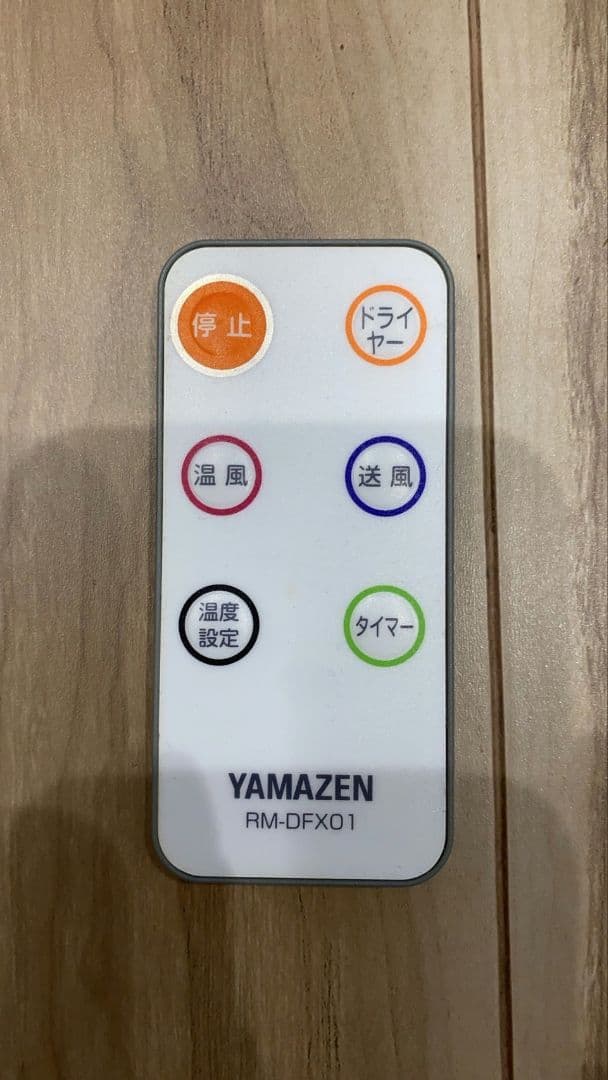 停止
ドライ
ヤー
温風
送風
温度
設定
タイマー
YAMAZEN
RM-DFX01